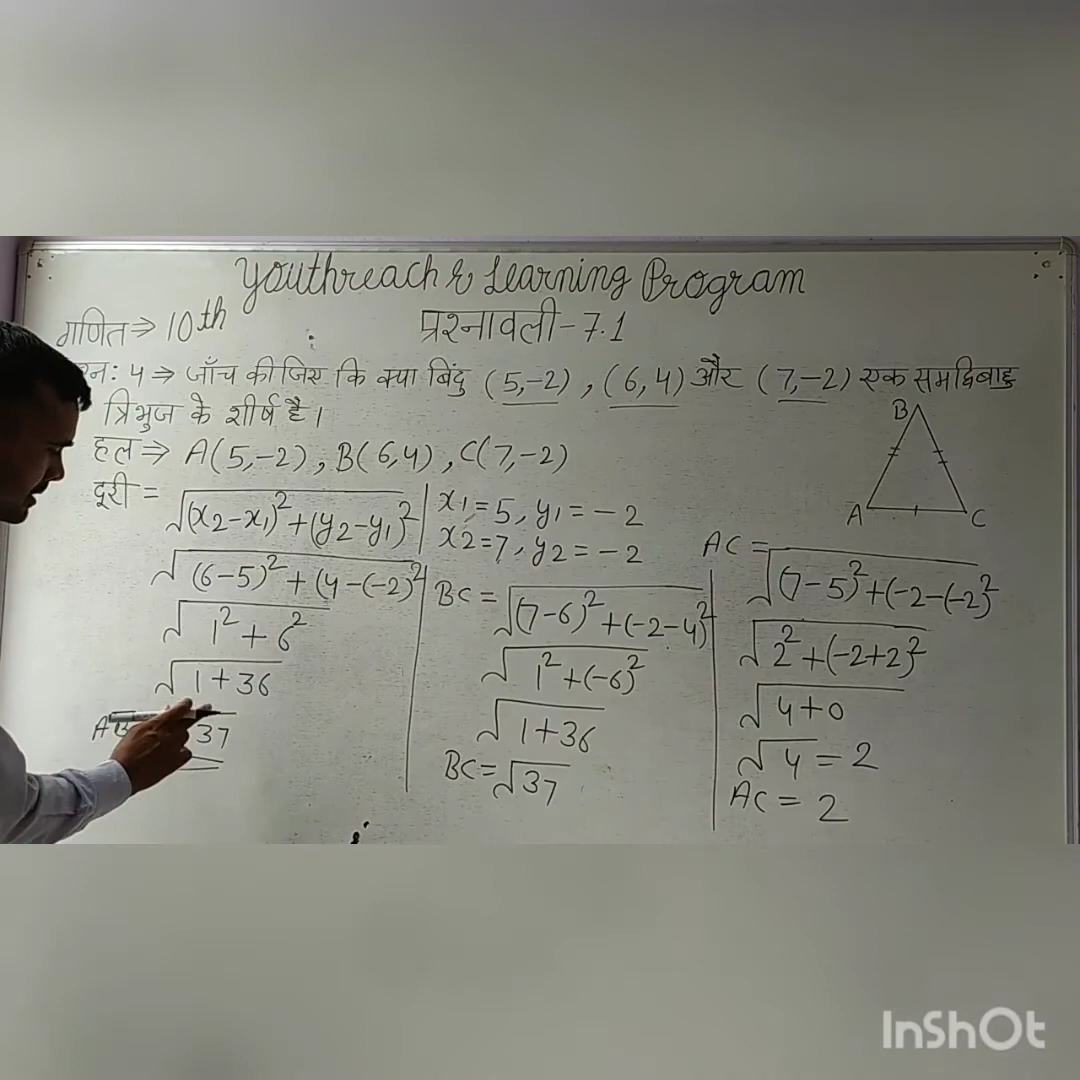 Youthreach & Learning Program
गणित ⇒ 10th
प्रश्नावली - 7.1
4 ⇒ जाँच कीजिए कि क्या बिंदु (5,-2), (6,4) और (7,-2) एक समद्विबाहु
त्रिभुज के शीर्ष है।
हल ⇒ A(5,-2), B(6,4), C(7,-2)
B
A
C
दूरी =
√(x2-x1)²+(y2-y1)²
√(6-5)²+(4-(-2)²
√1²+6²
√1+36
37
x1=5, y1=-2
x2=7, y2=-2
BC = √(7-6)²+(-2-4)²
√1²+(-6)²
√1+36
BC=√37
AC = √(7-5)²+(-2-(-2)²
√2²+(-2+2)²
√4+0
√4=2
AC = 2
InShOt